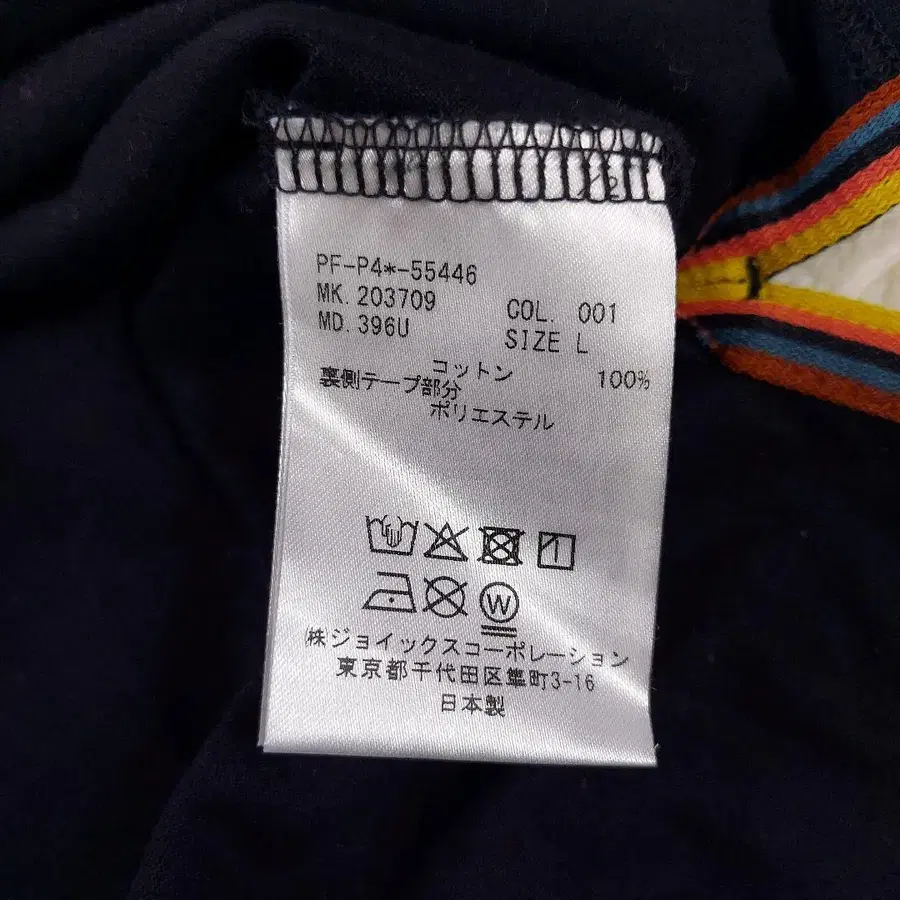 PF-P4*-55446
MK. 203709 COL. 001
MD. 396U SIZE L
コットン 100%
裏側テープ部分
ポリエステル
W
(株)ジョイックスコーポレーション
東京都千代田区隼町3-16
日本製